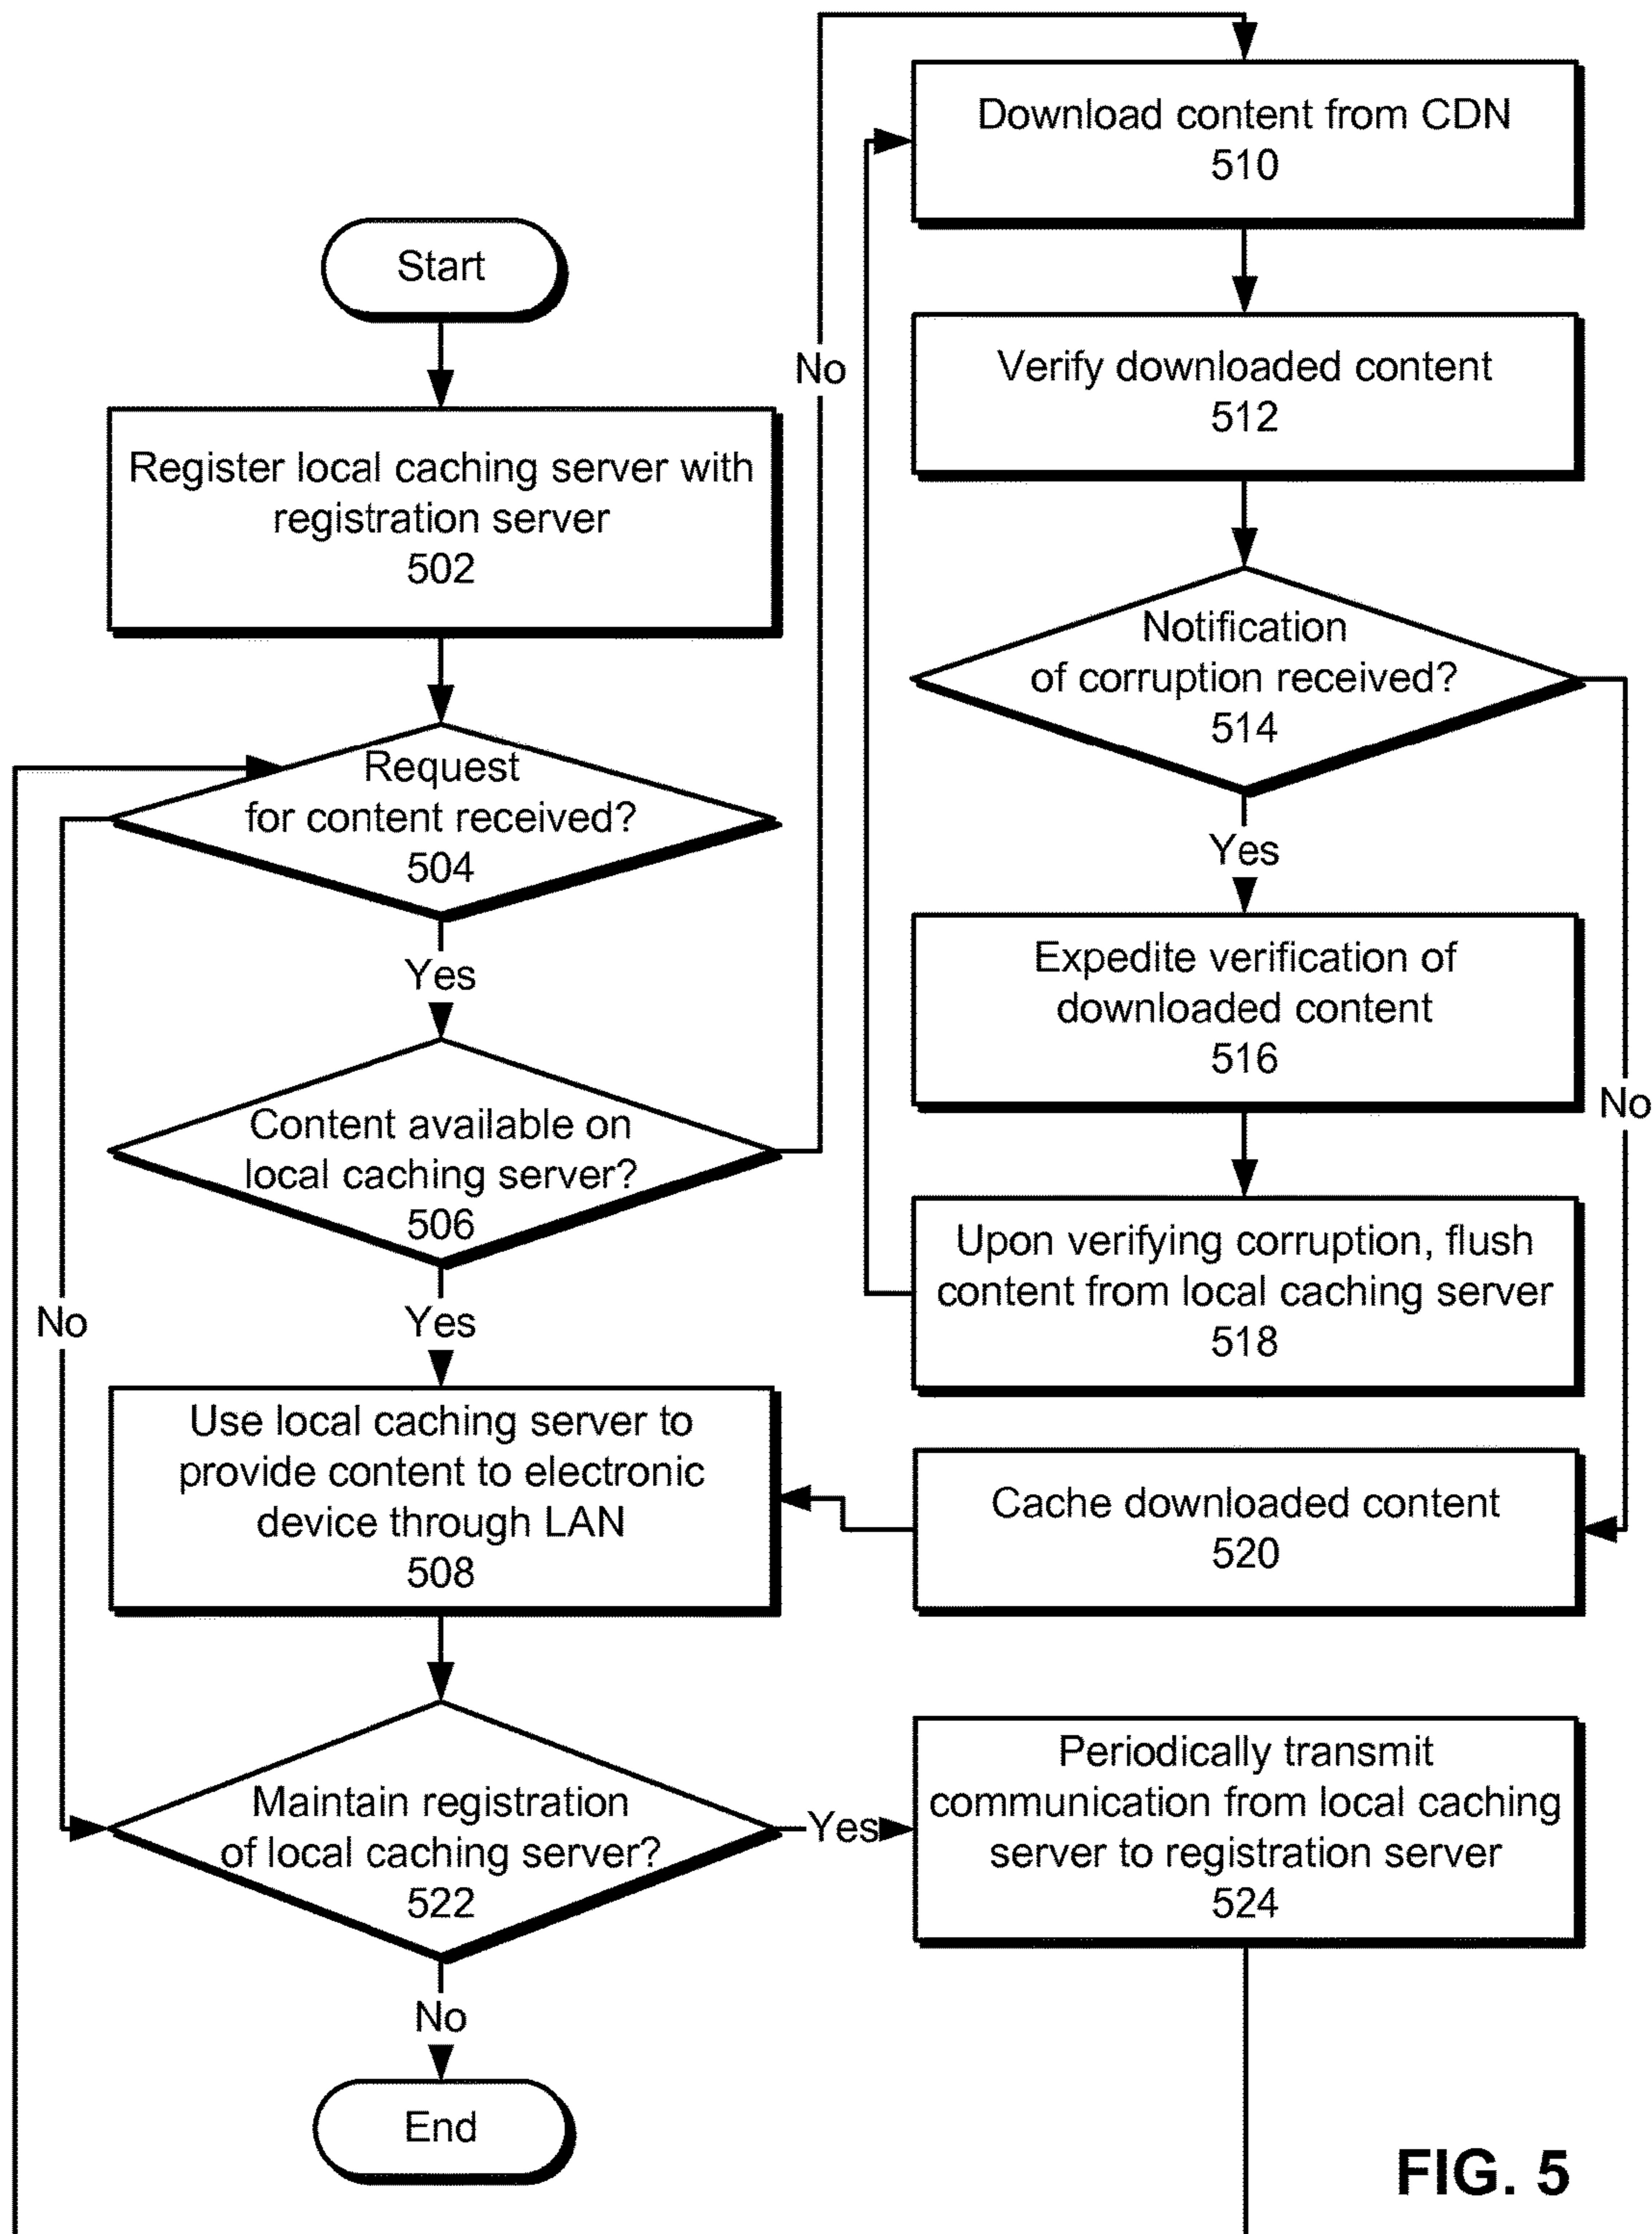 Start
Register local caching server with
registration server
502
Request
for content received?
504
Yes
No
Content available on
local caching server?
506
No
Yes
Use local caching server to
provide content to electronic
device through LAN
508
Download content from CDN
510
Verify downloaded content
512
Notification
of corruption received?
514
Yes
No
Expedite verification of
downloaded content
516
Upon verifying corruption, flush
content from local caching server
518
Cache downloaded content
520
Maintain registration
of local caching server?
522
Yes
No
Periodically transmit
communication from local caching
server to registration server
524
End
FIG. 5